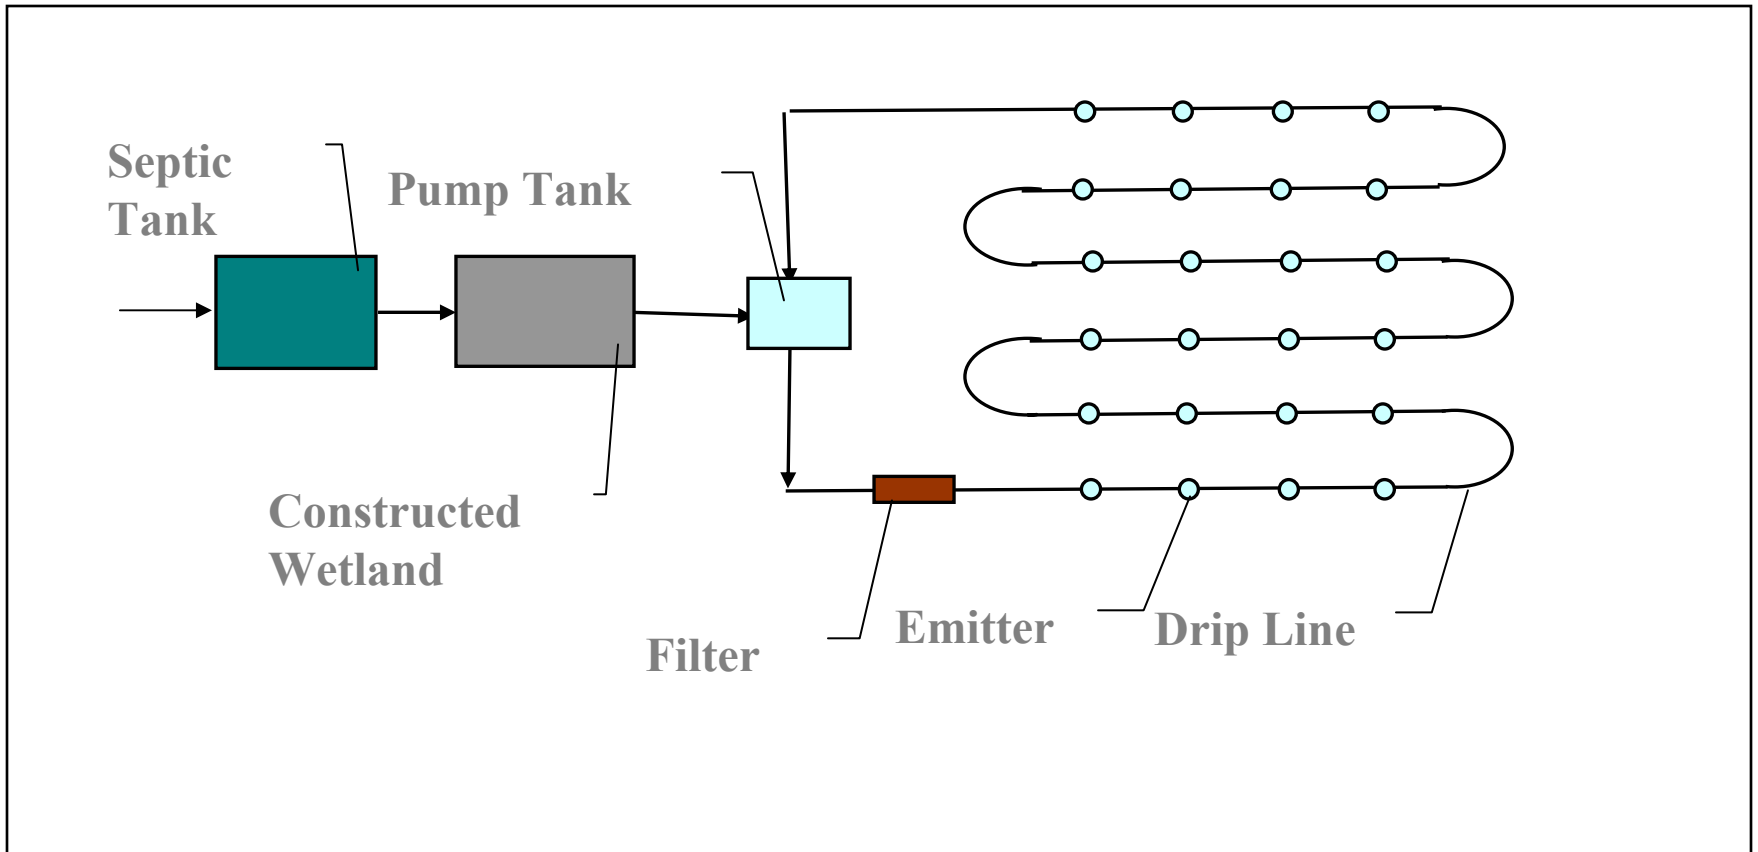 Septic
Tank
Pump Tank
Constructed
Wetland
Filter
Emitter
Drip Line